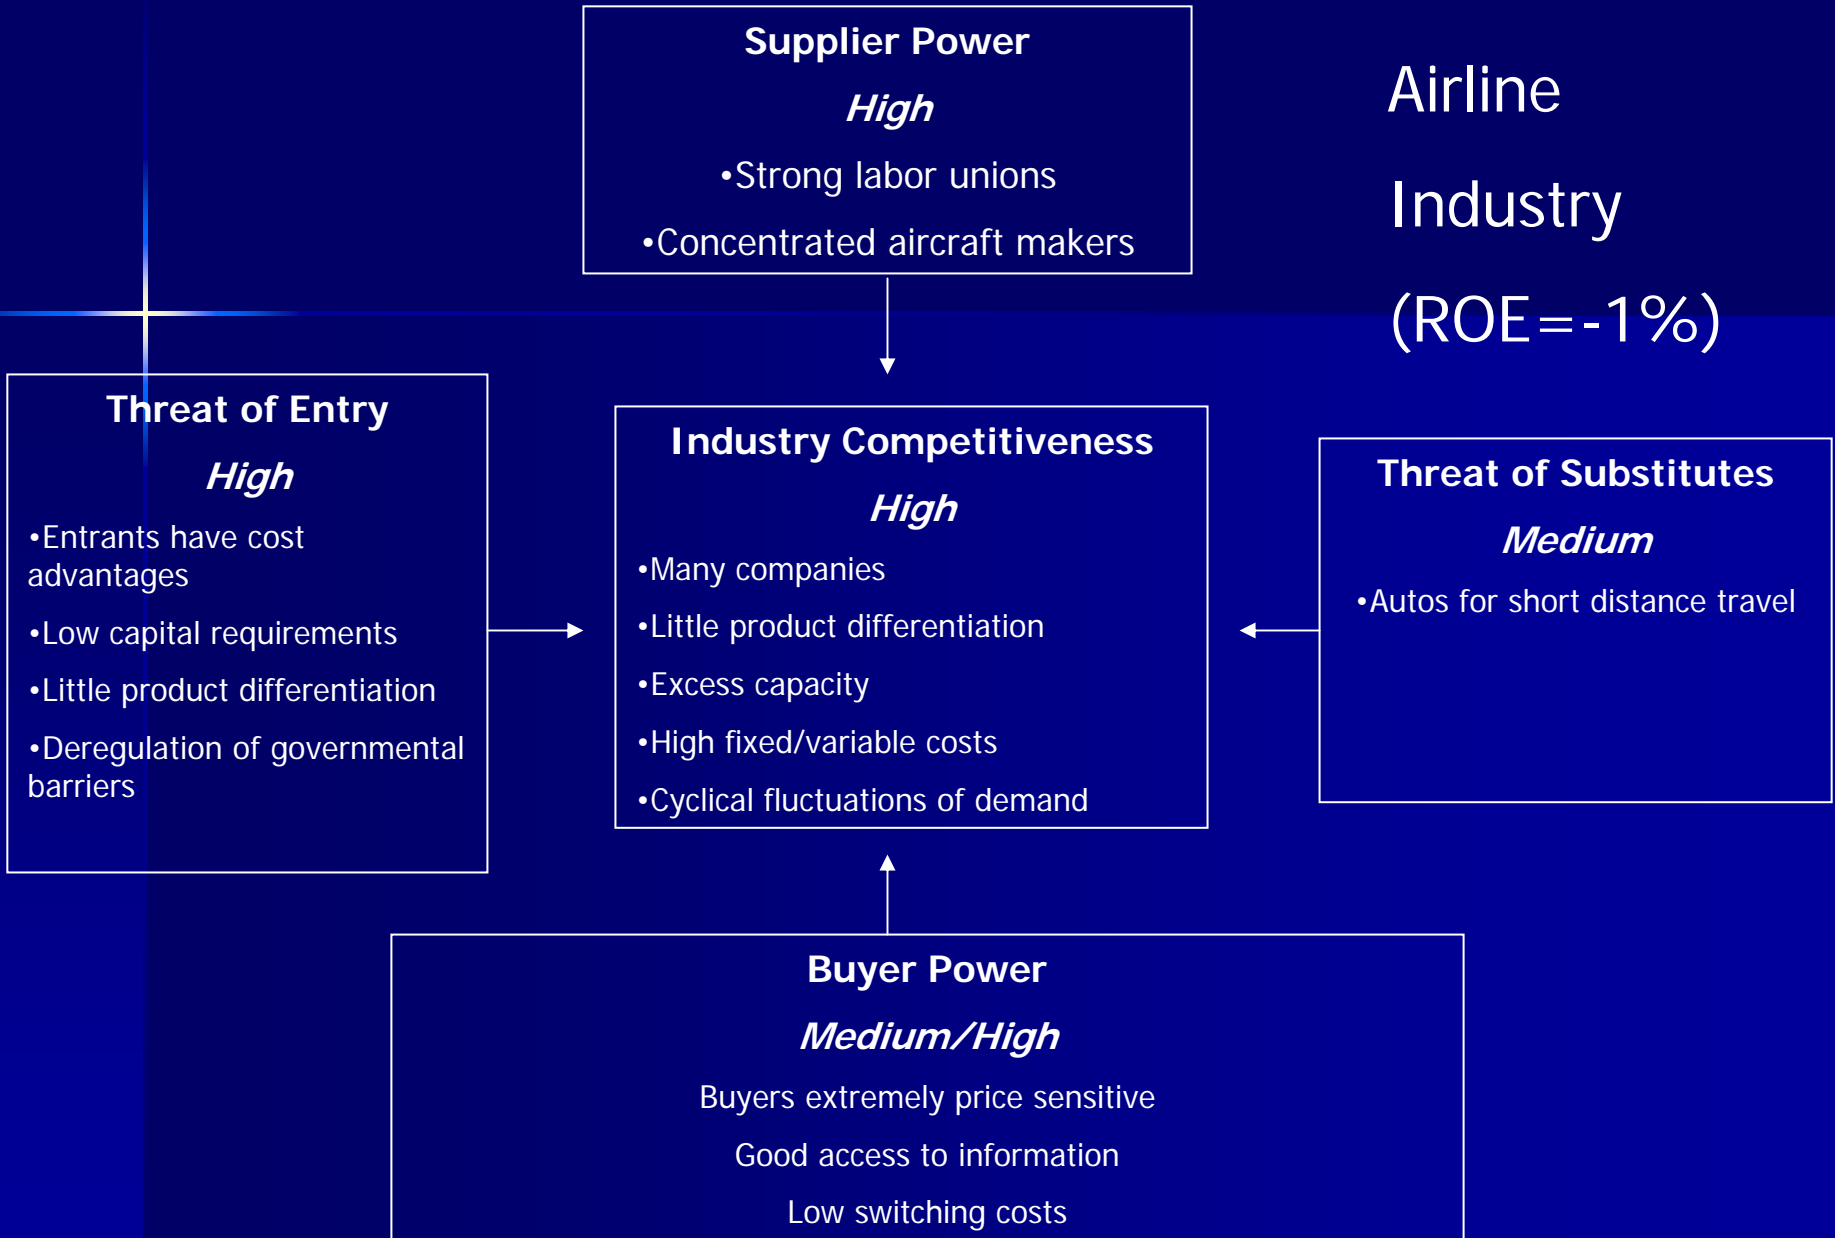 Supplier Power
High
•Strong labor unions
•Concentrated aircraft makers
Airline
Industry
(ROE=-1%)
Threat of Entry
High
•Entrants have cost
advantages
•Low capital requirements
•Little product differentiation
•Deregulation of governmental
barriers
Industry Competitiveness
High
•Many companies
•Little product differentiation
•Excess capacity
•High fixed/variable costs
•Cyclical fluctuations of demand
Threat of Substitutes
Medium
•Autos for short distance travel
Buyer Power
Medium/High
Buyers extremely price sensitive
Good access to information
Low switching costs